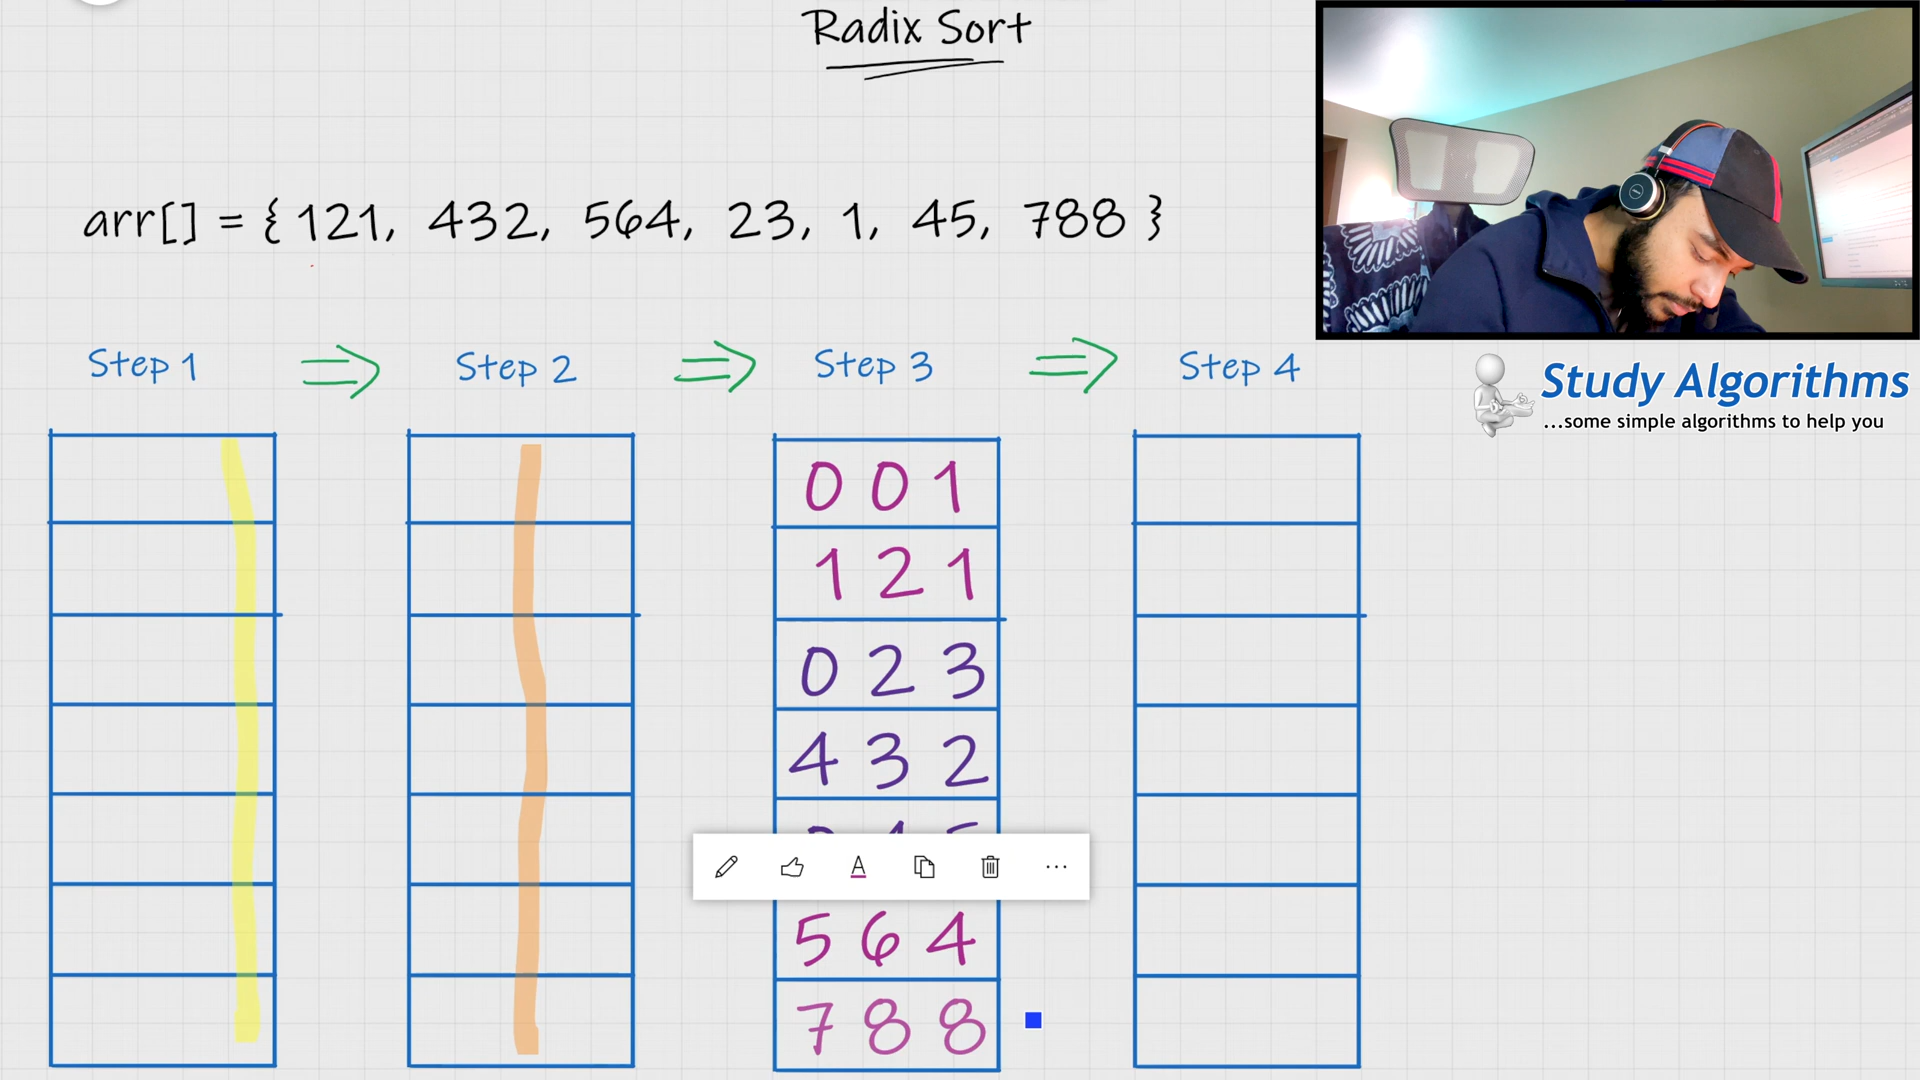 Radix Sort
arr[] = { 121, 432, 564, 23, 1, 45, 788 }
Step 1 ⇒ Step 2 ⇒ Step 3 ⇒ Step 4
Study Algorithms
...some simple algorithms to help you
0 0 1
1 2 1
0 2 3
4 3 2
A
5 6 4
7 8 8